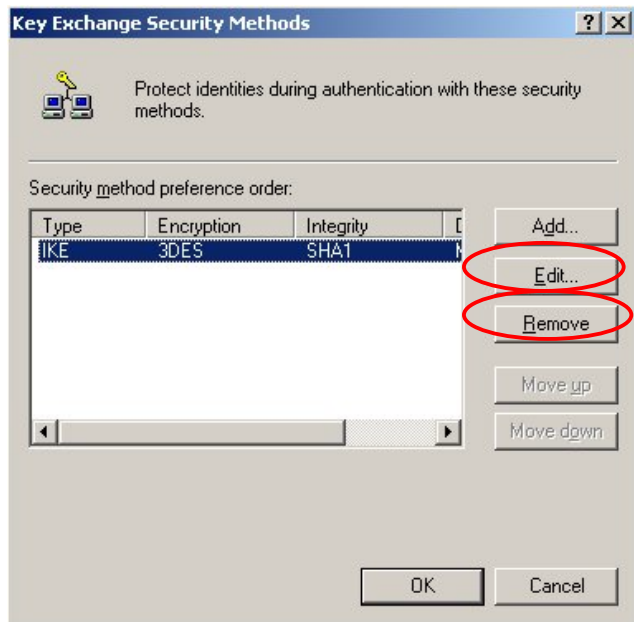 Key Exchange Security Methods
Protect identities during authentication with these security
methods.
Security method preference order:
Type Encryption Integrity
IKE 3DES SHA1
Add...
Edit...
Remove
Move up
Move down
OK Cancel